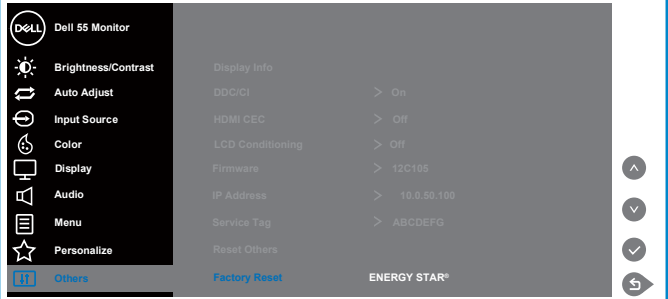 DELL
Dell 55 Monitor
Brightness/Contrast
Display Info
Auto Adjust
DDC/CI > On
Input Source
HDMI CEC > Off
Color
LCD Conditioning > Off
Display
Firmware > 12C105
Audio
IP Address > 10.0.50.100
Menu
Service Tag > ABCDEFG
Personalize
Reset Others
Others
Factory Reset ENERGY STAR®